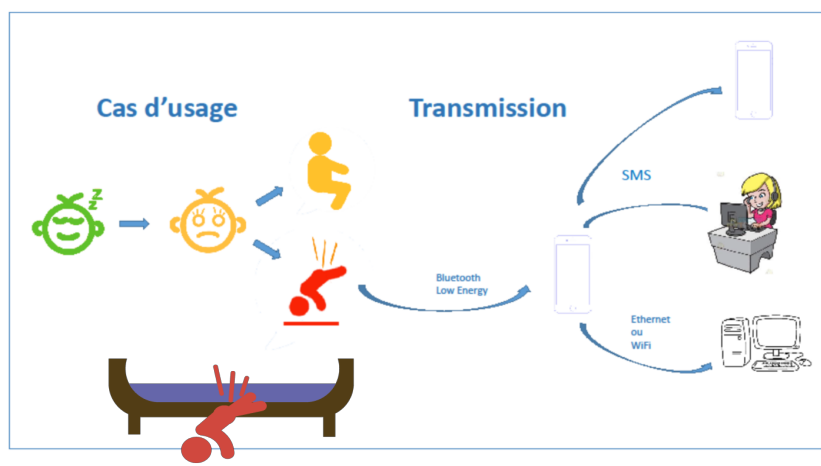 Cas d'usage
Transmission
z
z
SMS
Bluetooth
Low Energy
Ethernet
ou
WiFi